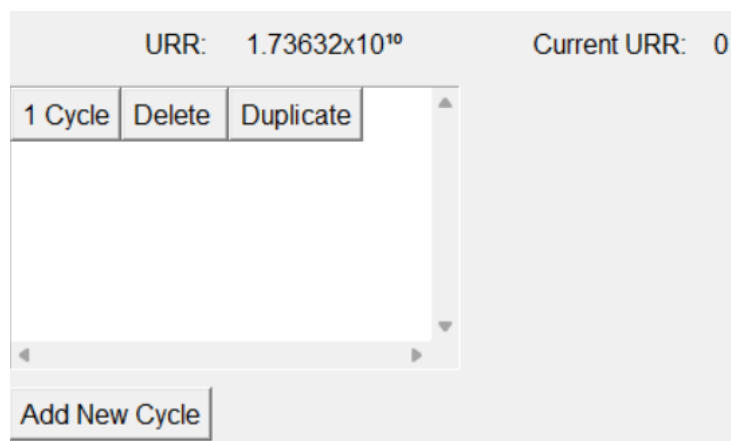 URR: 1.73632x10¹⁰ Current URR: 0
1 Cycle Delete Duplicate
Add New Cycle